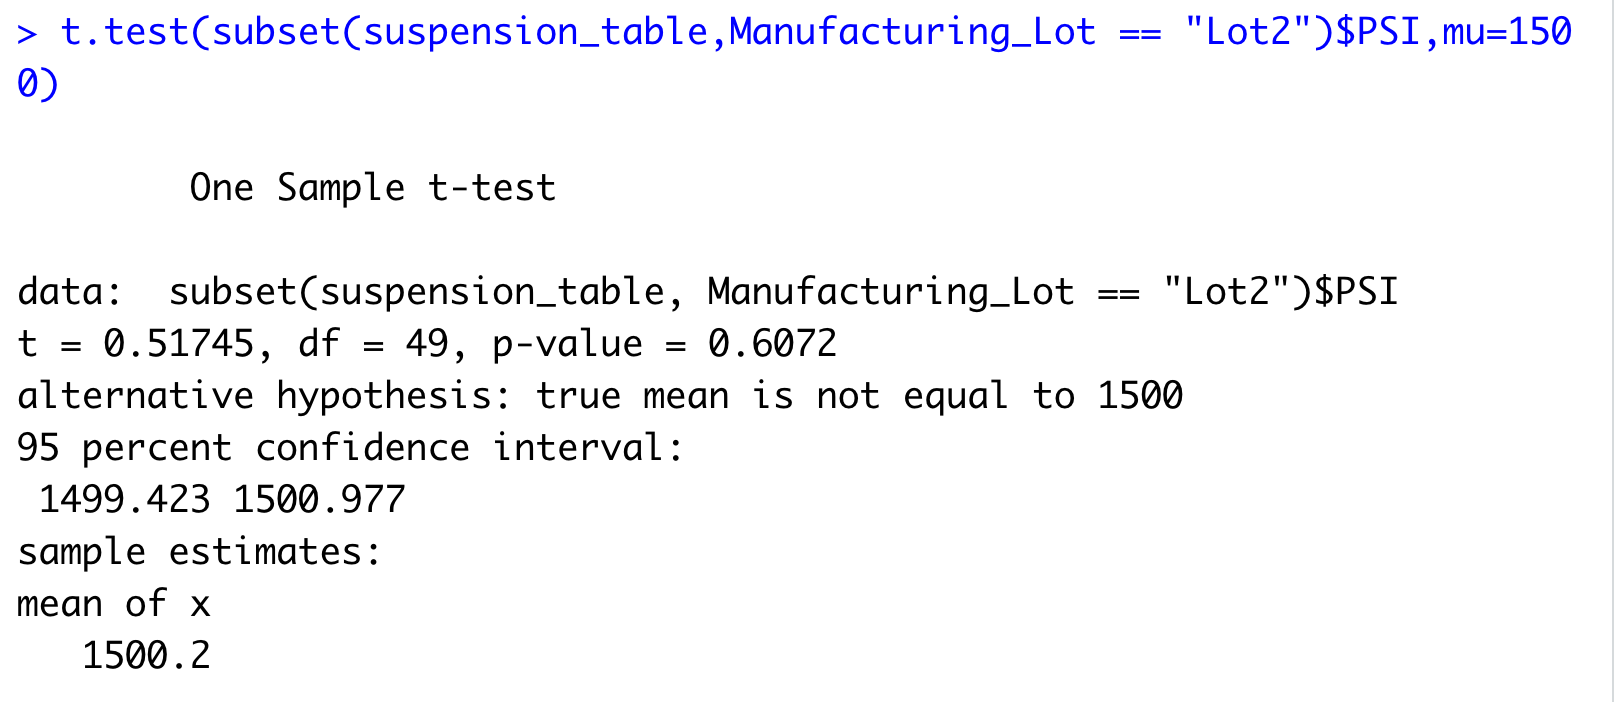 > t.test(subset(suspension_table,Manufacturing_Lot == "Lot2")$PSI,mu=150
0)
One Sample t-test
data:  subset(suspension_table, Manufacturing_Lot == "Lot2")$PSI
t = 0.51745, df = 49, p-value = 0.6072
alternative hypothesis: true mean is not equal to 1500
95 percent confidence interval:
1499.423 1500.977
sample estimates:
mean of x
1500.2